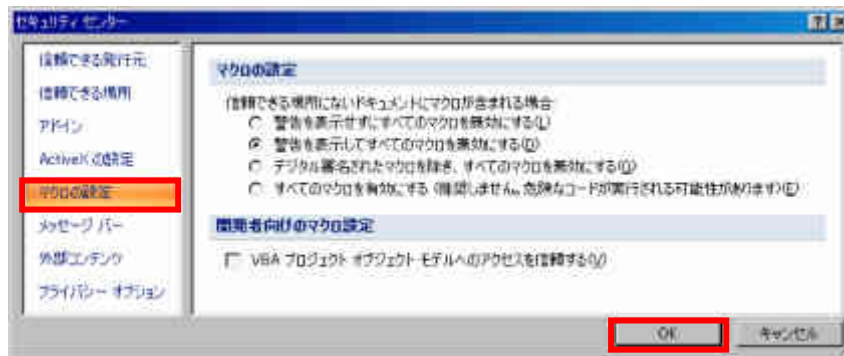 セキュリティ センター
信頼できる発行元
信頼できる場所
アドイン
ActiveX の設定
マクロの設定
メッセージ バー
外部コンテンツ
プライバシー オプション
マクロの設定
信頼できる場所にないドキュメントにマクロが含まれる場合:
警告を表示せずにすべてのマクロを無効にする(L)
警告を表示してすべてのマクロを無効にする(D)
デジタル署名されたマクロを除き、すべてのマクロを無効にする(G)
すべてのマクロを有効にする (推奨しません。危険なコードが実行される可能性があります)(E)
開発者向けのマクロ設定
VBA プロジェクト オブジェクト モデルへのアクセスを信頼する(V)
OK
キャンセル